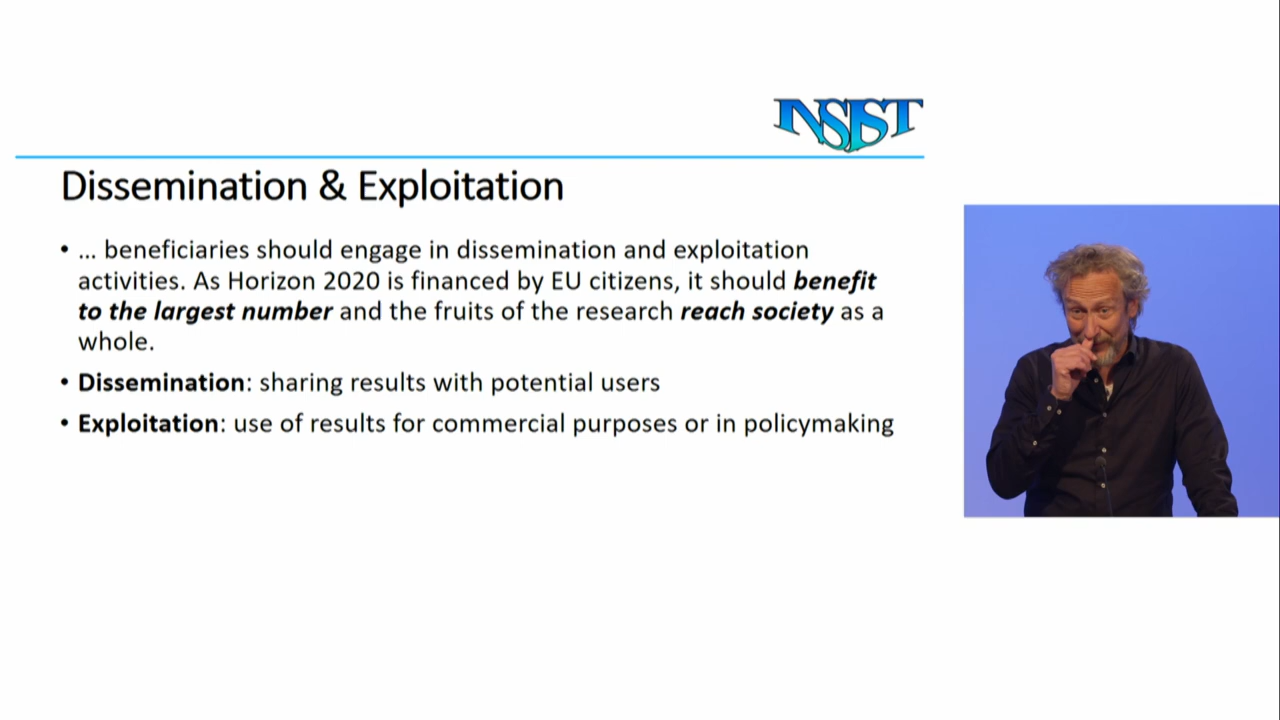 INSIST
Dissemination & Exploitation
• ... beneficiaries should engage in dissemination and exploitation
activities. As Horizon 2020 is financed by EU citizens, it should benefit
to the largest number and the fruits of the research reach society as a
whole.
• Dissemination: sharing results with potential users
• Exploitation: use of results for commercial purposes or in policymaking